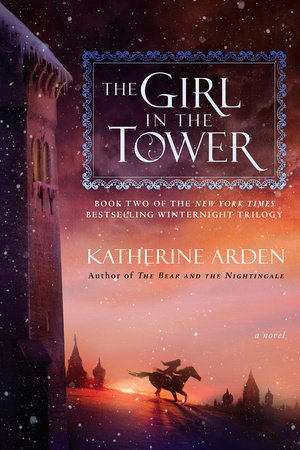 THE GIRL
IN THE
TOWER
BOOK TWO OF THE NEW YORK TIMES
BESTSELLING WINTERNIGHT TRILOGY
KATHERINE ARDEN
Author of THE BEAR AND THE NIGHTINGALE
a novel